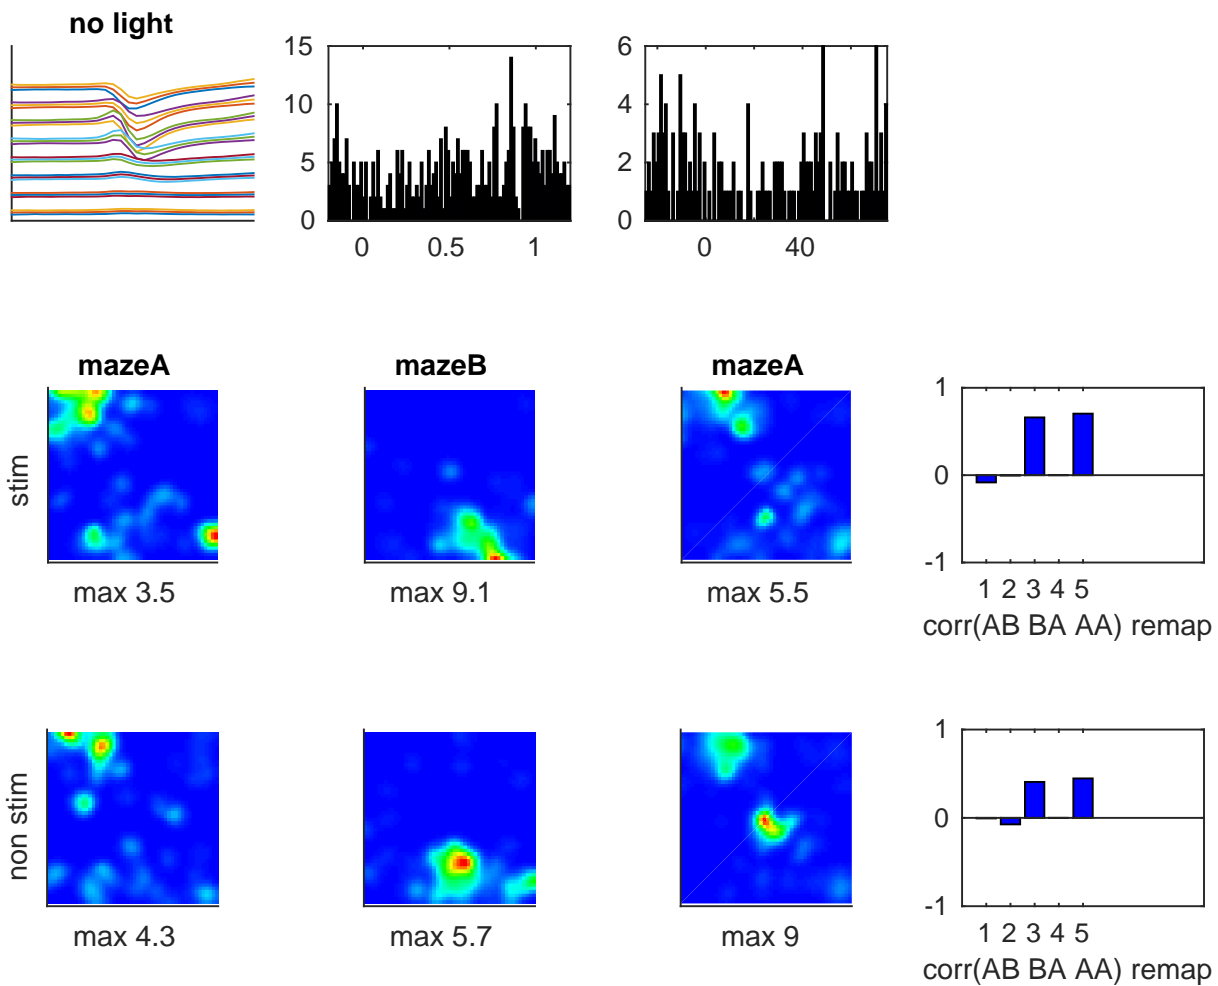 no light
15
10
5
0
0 0.5 1
6
4
2
0
0 40
mazeA mazeB mazeA
stim
max 3.5 max 9.1 max 5.5
1
0
-1
1 2 3 4 5
corr(AB BA AA) remap
non stim
max 4.3 max 5.7 max 9
1
0
-1
1 2 3 4 5
corr(AB BA AA) remap